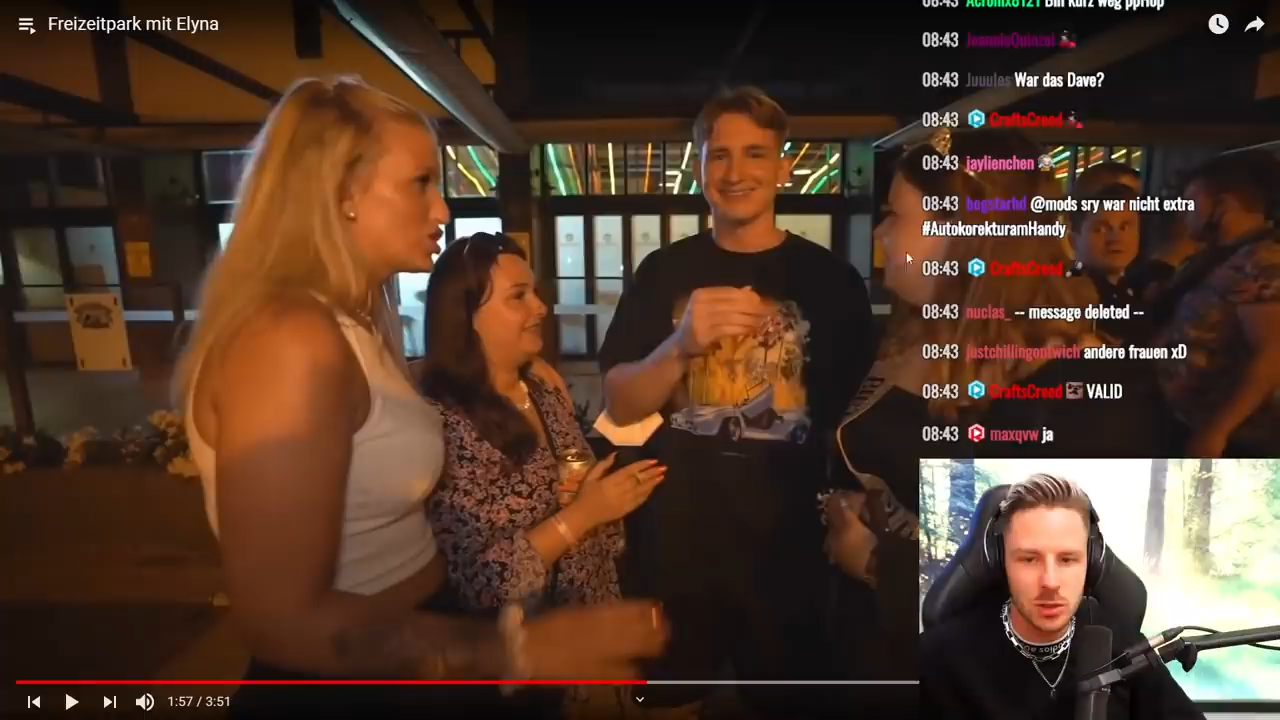 Freizeitpark mit Elyna
08:43 Acronix8121 Bin kurz weg ppHop
08:43 JeannieQuinzel
08:43 Juuules War das Dave?
08:43 CraftsCreed
08:43 jaylienchen
08:43 hogstarhd @mods sry war nicht extra
#AutokorekturamHandy
08:43 CraftsCreed
08:43 nuclas_ -- message deleted --
08:43 justchillingontwich andere frauen xD
08:43 CraftsCreed VALID
08:43 maxqvw ja
1:57 / 3:51